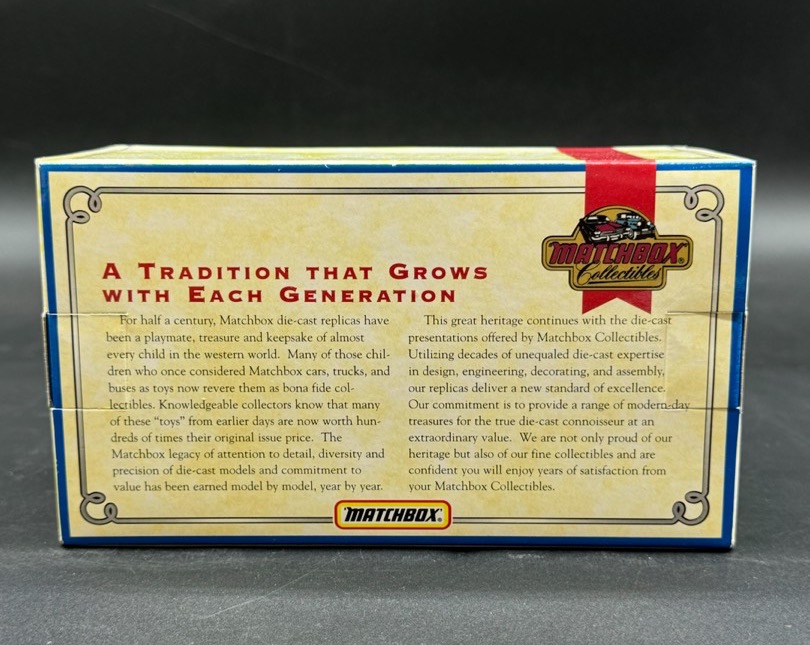 MATCHBOX®
Collectibles
A TRADITION THAT GROWS
WITH EACH GENERATION
For half a century, Matchbox die-cast replicas have
been a playmate, treasure and keepsake of almost
every child in the western world. Many of those chil-
dren who once considered Matchbox cars, trucks, and
buses as toys now revere them as bona fide col-
lectibles. Knowledgeable collectors know that many
of these “toys” from earlier days are now worth hun-
dreds of times their original issue price. The
Matchbox legacy of attention to detail, diversity and
precision of die-cast models and commitment to
value has been earned model by model, year by year.
This great heritage continues with the die-cast
presentations offered by Matchbox Collectibles.
Utilizing decades of unequaled die-cast expertise
in design, engineering, decorating, and assembly,
our replicas deliver a new standard of excellence.
Our commitment is to provide a range of modern-day
treasures for the true die-cast connoisseur at an
extraordinary value. We are not only proud of our
heritage but also of our fine collectibles and are
confident you will enjoy years of satisfaction from
your Matchbox Collectibles.
"MATCHBOX"®